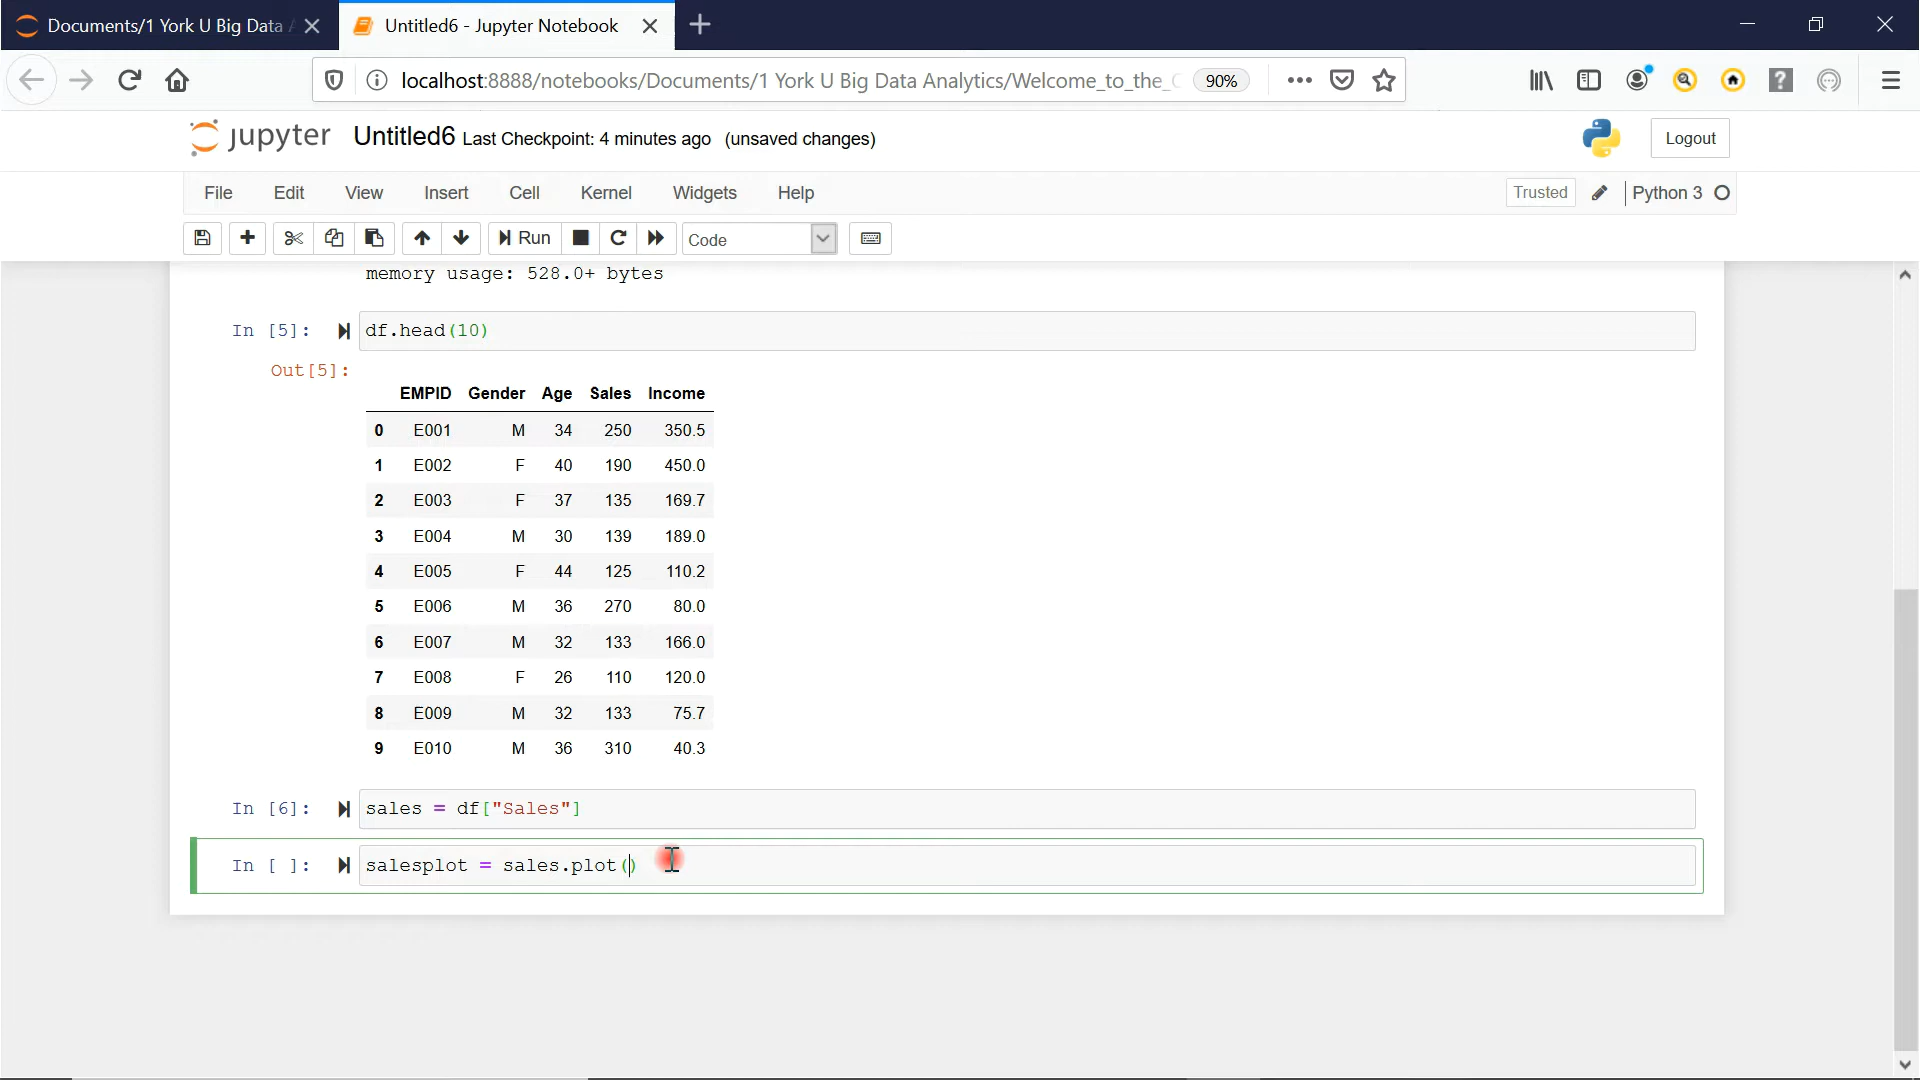 Documents/1 York U Big Data A
Untitled6 - Jupyter Notebook
localhost:8888/notebooks/Documents/1 York U Big Data Analytics/Welcome_to_the_
90%
jupyter Untitled6 Last Checkpoint: 4 minutes ago (unsaved changes)
Logout
File Edit View Insert Cell Kernel Widgets Help
Trusted Python 3
Run Code
memory usage: 528.0+ bytes
In [5]: df.head(10)
Out[5]:
EMPID Gender Age Sales Income
0 E001 M 34 250 350.5
1 E002 F 40 190 450.0
2 E003 F 37 135 169.7
3 E004 M 30 139 189.0
4 E005 F 44 125 110.2
5 E006 M 36 270 80.0
6 E007 M 32 133 166.0
7 E008 F 26 110 120.0
8 E009 M 32 133 75.7
9 E010 M 36 310 40.3
In [6]: sales = df["Sales"]
In [ ]: salesplot = sales.plot()